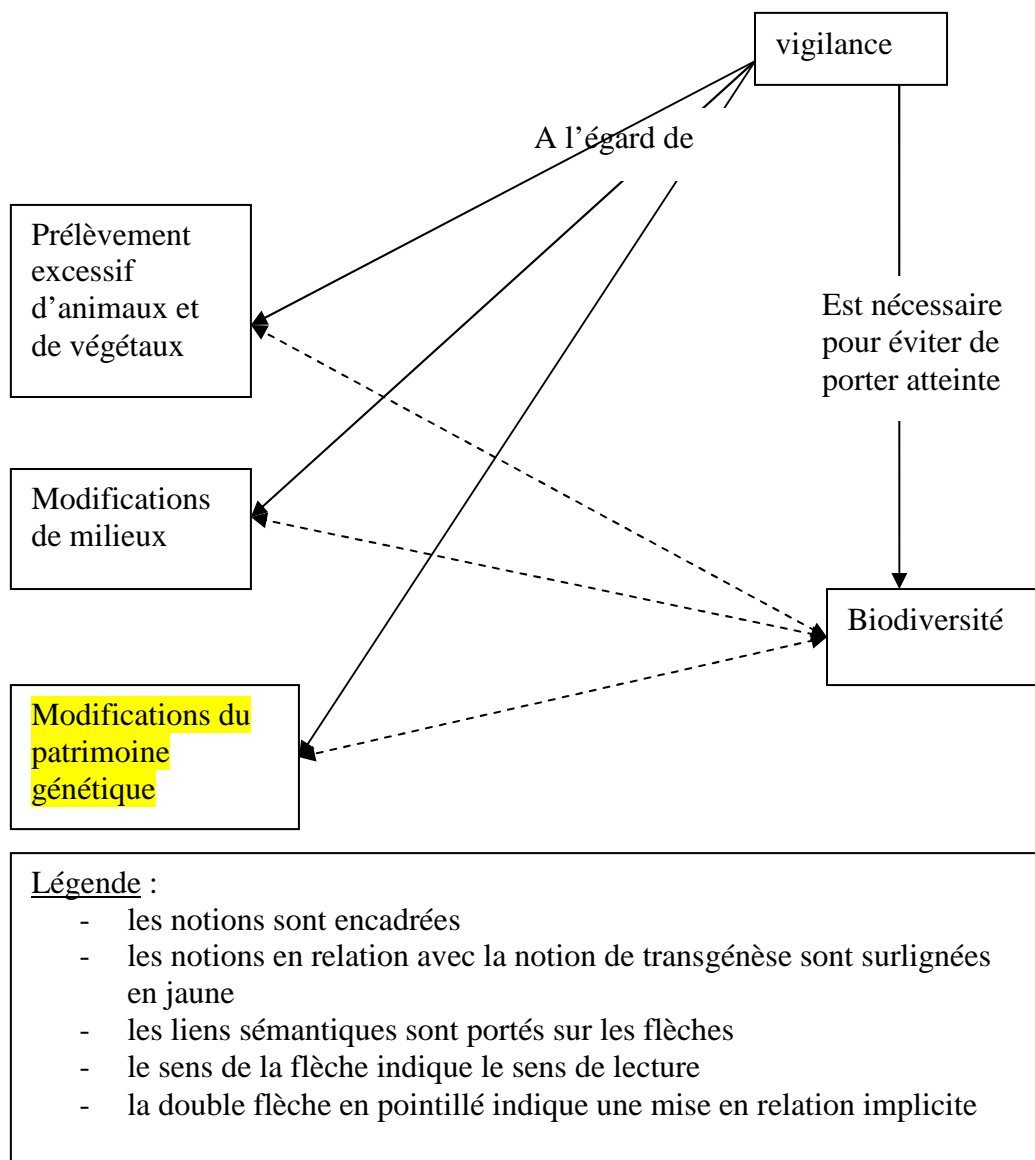 vigilance
A l’égard de
Prélèvement
excessif
d’animaux et
de végétaux
Est nécessaire
pour éviter de
porter atteinte
Modifications
de milieux
Biodiversité
Modifications du
patrimoine
génétique
Légende :
- les notions sont encadrées
- les notions en relation avec la notion de transgénèse sont surlignées
en jaune
- les liens sémantiques sont portés sur les flèches
- le sens de la flèche indique le sens de lecture
- la double flèche en pointillé indique une mise en relation implicite